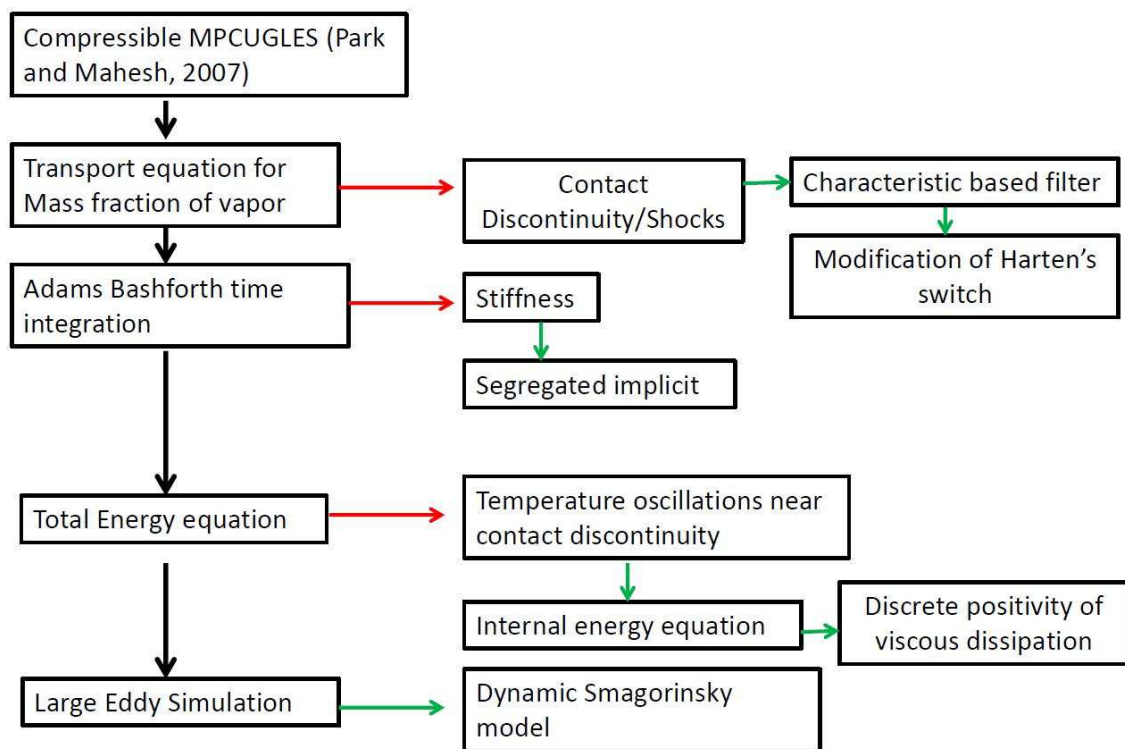 Compressible MPCUGLES (Park
and Mahesh, 2007)
Transport equation for
Mass fraction of vapor
Contact
Discontinuity/Shocks
Characteristic based filter
Modification of Harten’s
switch
Adams Bashforth time
integration
Stiffness
Segregated implicit
Total Energy equation
Temperature oscillations near
contact discontinuity
Internal energy equation
Discrete positivity of
viscous dissipation
Large Eddy Simulation
Dynamic Smagorinsky
model